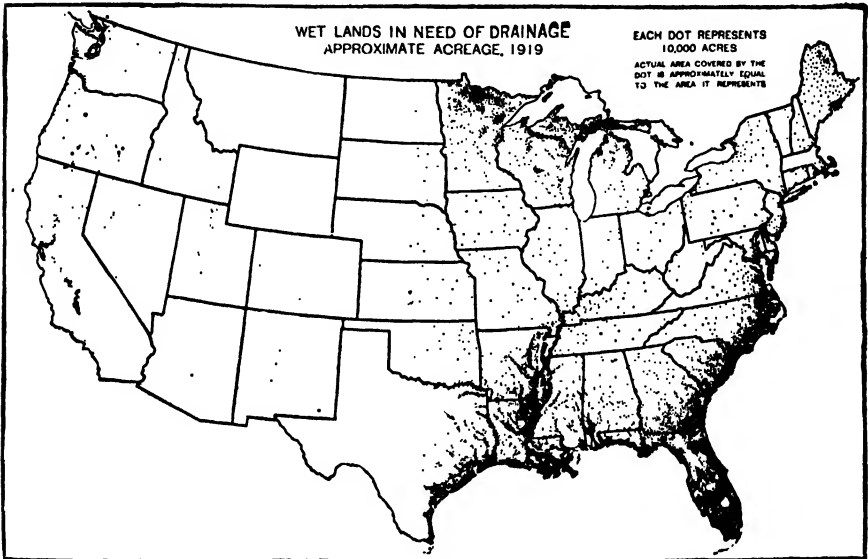 WET LANDS IN NEED OF DRAINAGE
APPROXIMATE ACREAGE, 1919
EACH DOT REPRESENTS
10,000 ACRES
ACTUAL AREA COVERED BY THE
DOT IS APPROXIMATELY EQUAL
TO THE AREA IT REPRESENTS